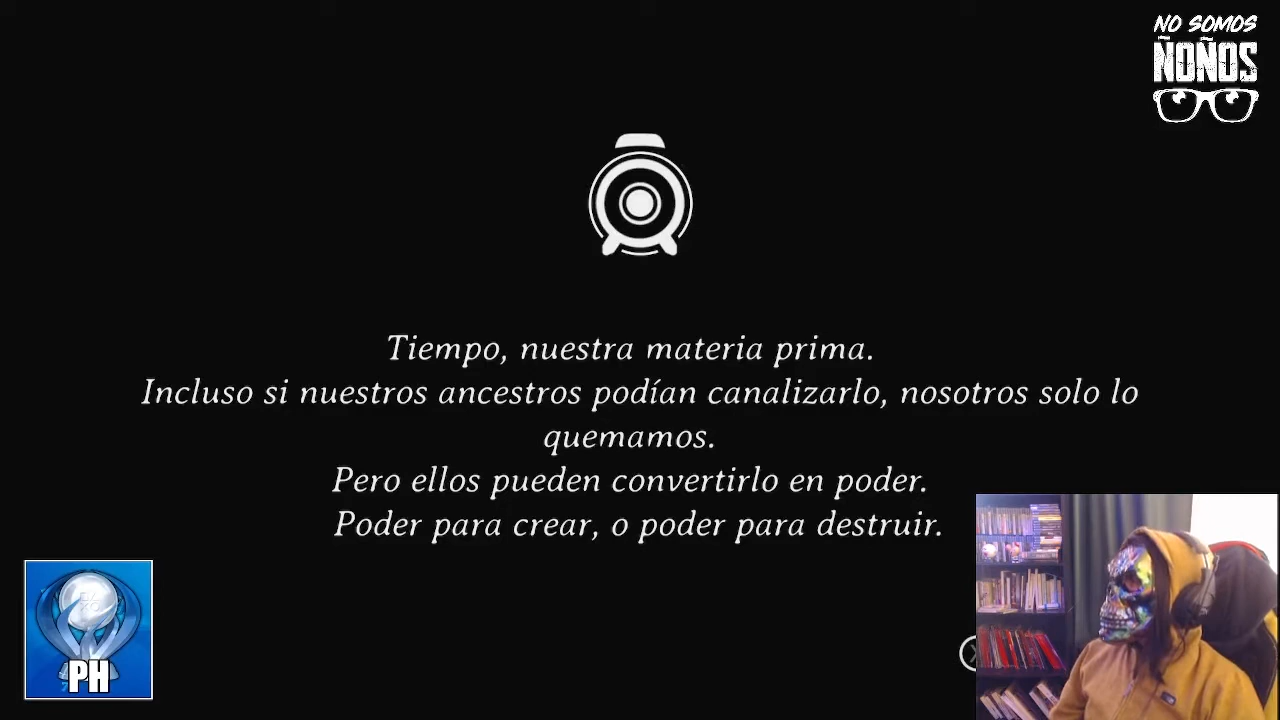 NO SOMOS
ÑOÑOS
Tiempo, nuestra materia prima.
Incluso si nuestros ancestros podían canalizarlo, nosotros solo lo
quemamos.
Pero ellos pueden convertirlo en poder.
Poder para crear, o poder para destruir.
PH